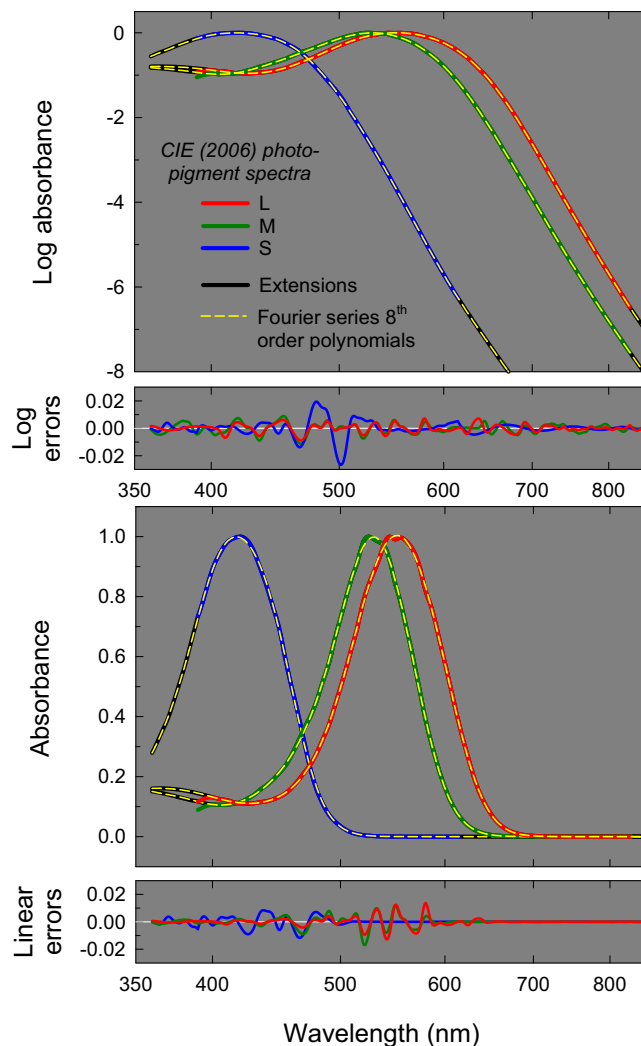 0
-2
-4
-6
-8
Log absorbance
CIE (2006) photo-
pigment spectra
L
M
S
Extensions
Fourier series 8th
order polynomials
0.02
0.00
-0.02
Log
errors
350 400 500 600 700 800
1.0
0.8
0.6
0.4
0.2
0.0
Absorbance
0.02
0.00
-0.02
Linear
errors
350 400 500 600 700 800
Wavelength (nm)